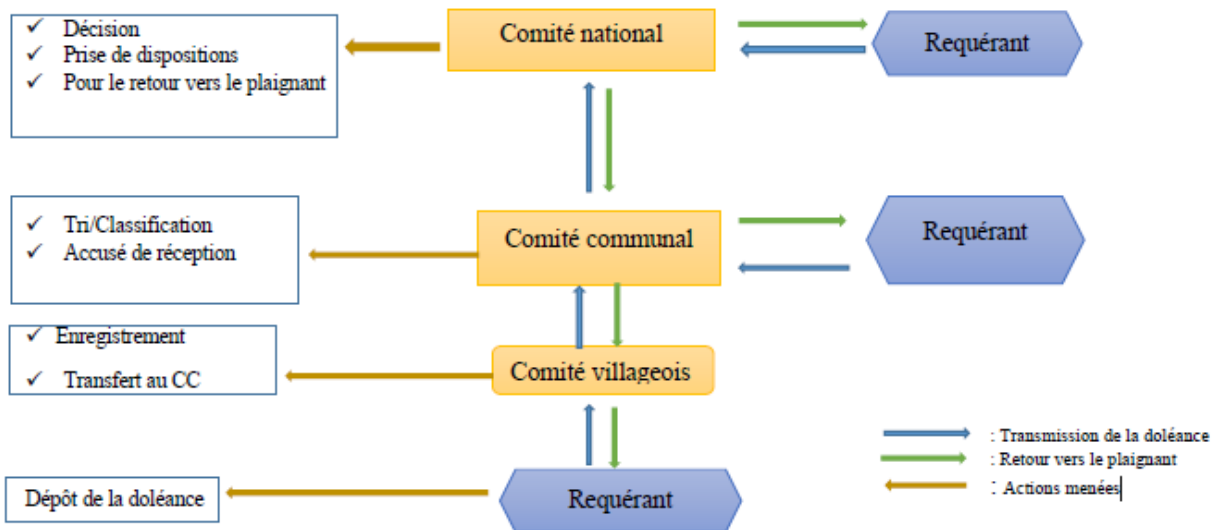 ✓ Décision
✓ Prise de dispositions
✓ Pour le retour vers le plaignant
Comité national
Requérant
✓ Tri/Classification
✓ Accusé de réception
Comité communal
Requérant
✓ Enregistrement
✓ Transfert au CC
Comité villageois
Dépôt de la doléance
Requérant
: Transmission de la doléance
: Retour vers le plaignant
: Actions menées